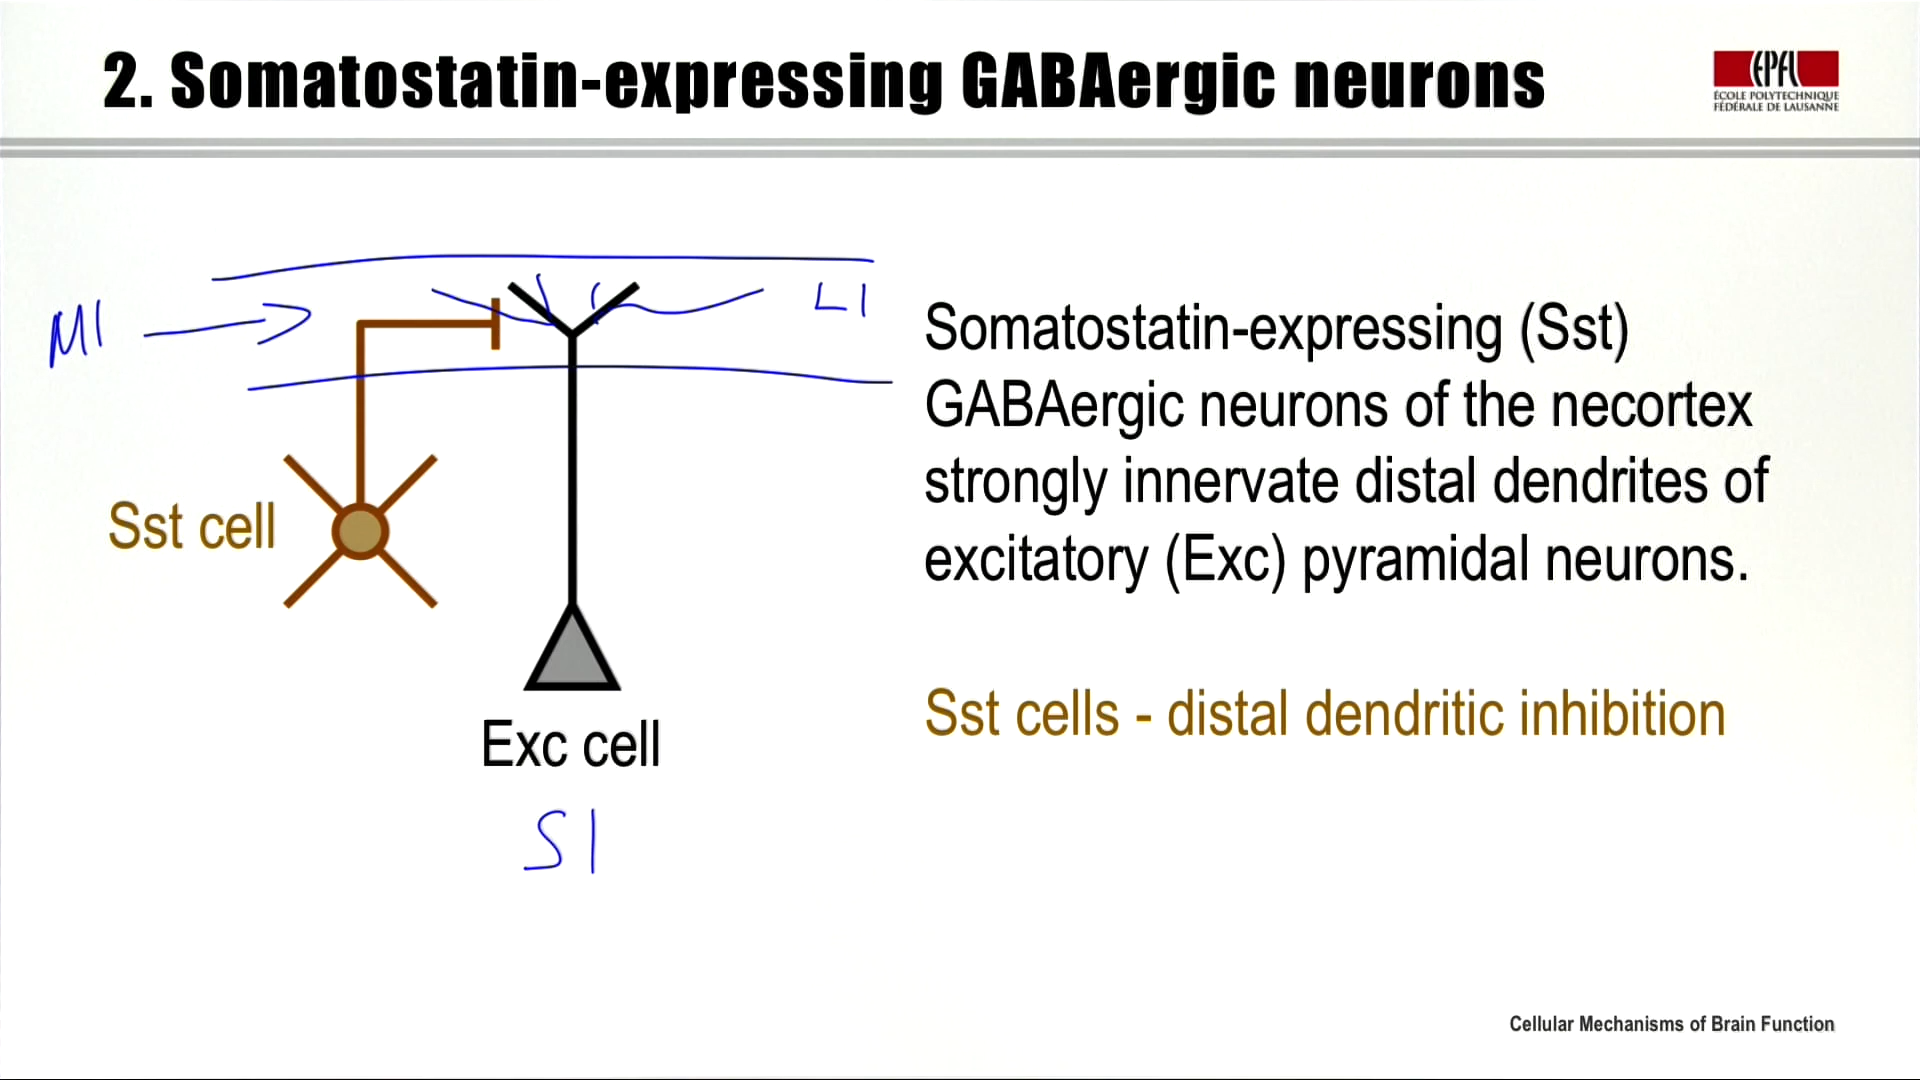 2. Somatostatin-expressing GABAergic neurons
EPFL
ÉCOLE POLYTECHNIQUE
FÉDÉRALE DE LAUSANNE
M1
L1
Sst cell
Exc cell
S1
Somatostatin-expressing (Sst)
GABAergic neurons of the necortex
strongly innervate distal dendrites of
excitatory (Exc) pyramidal neurons.
Sst cells - distal dendritic inhibition
Cellular Mechanisms of Brain Function